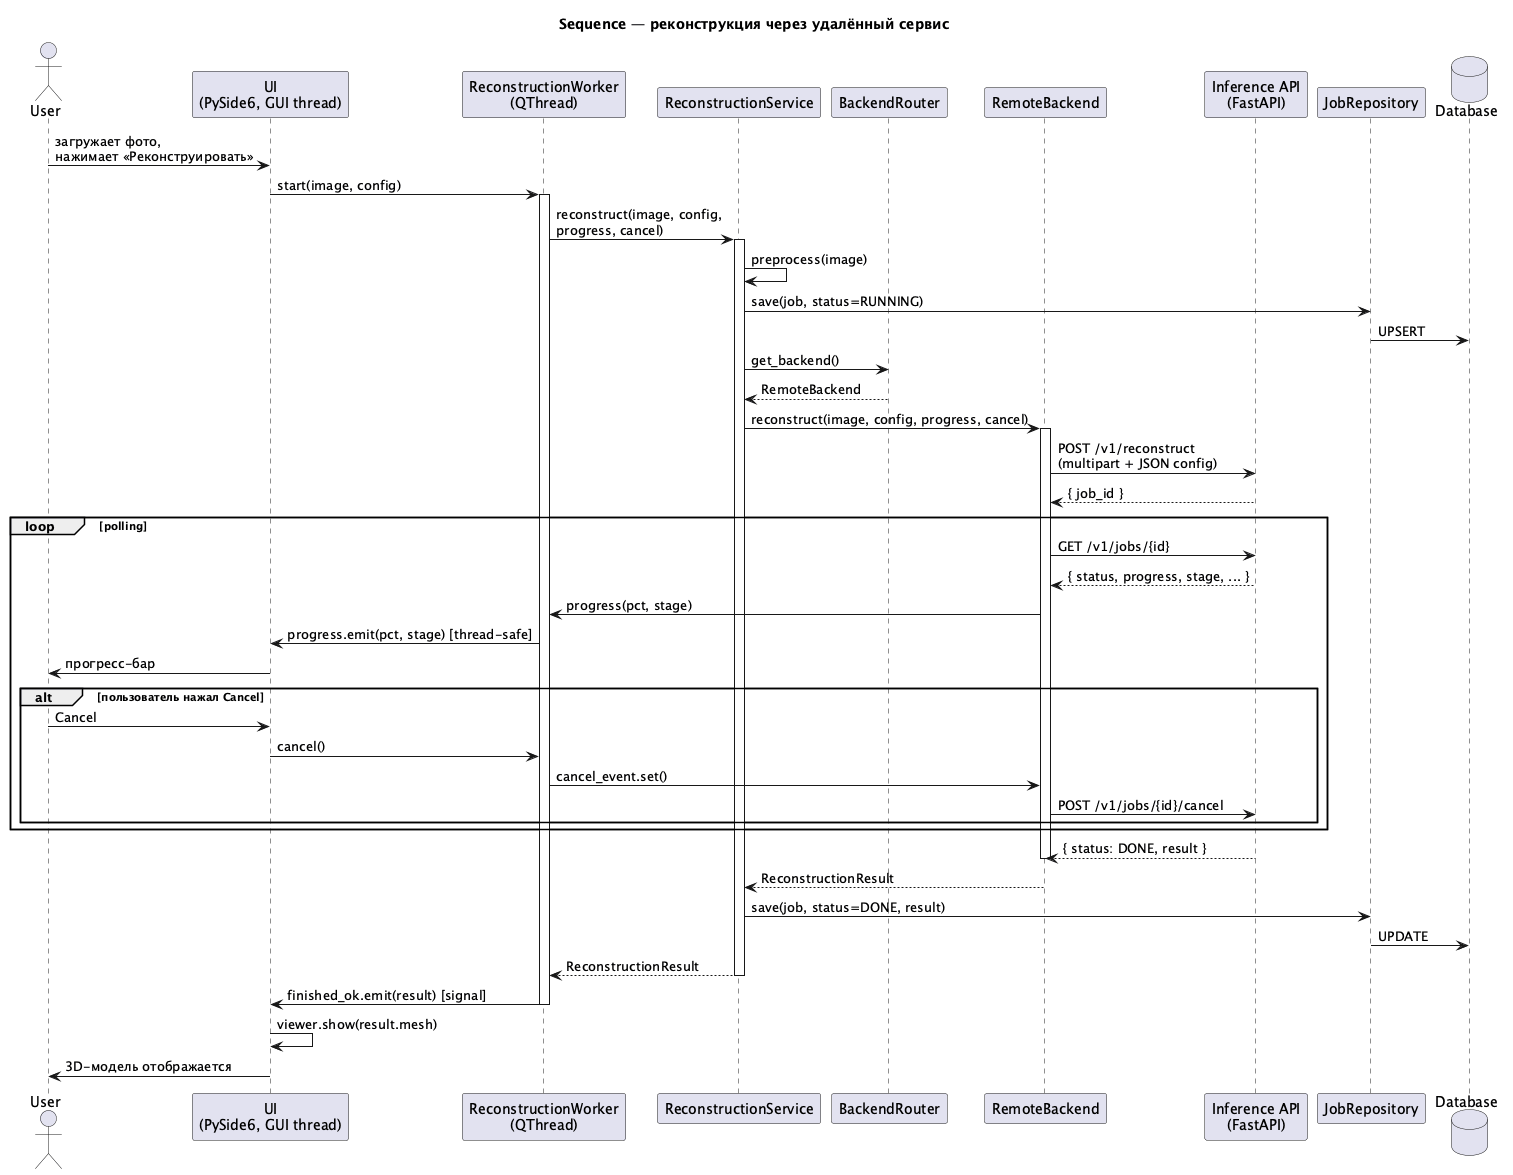 Sequence — реконструкция через удалённый сервис
User
UI
(PySide6, GUI thread)
ReconstructionWorker
(QThread)
ReconstructionService
BackendRouter
RemoteBackend
Inference API
(FastAPI)
JobRepository
Database
загружает фото,
нажимает «Реконструировать»
start(image, config)
reconstruct(image, config,
progress, cancel)
preprocess(image)
save(job, status=RUNNING)
UPSERT
get_backend()
RemoteBackend
reconstruct(image, config, progress, cancel)
POST /v1/reconstruct
(multipart + JSON config)
{ job_id }
loop [polling]
GET /v1/jobs/{id}
{ status, progress, stage, ... }
progress(pct, stage)
progress.emit(pct, stage) [thread-safe]
прогресс-бар
alt [пользователь нажал Cancel]
Cancel
cancel()
cancel_event.set()
POST /v1/jobs/{id}/cancel
{ status: DONE, result }
ReconstructionResult
save(job, status=DONE, result)
UPDATE
ReconstructionResult
finished_ok.emit(result) [signal]
viewer.show(result.mesh)
3D-модель отображается
User
UI
(PySide6, GUI thread)
ReconstructionWorker
(QThread)
ReconstructionService
BackendRouter
RemoteBackend
Inference API
(FastAPI)
JobRepository
Database